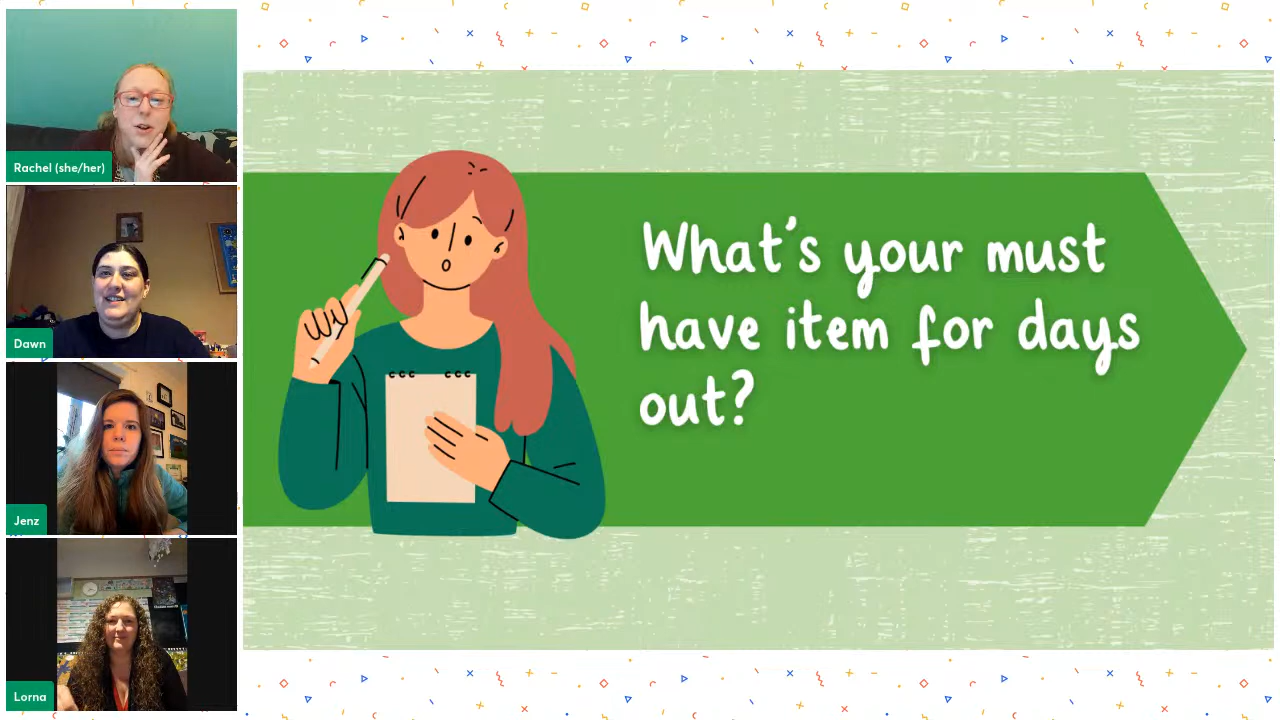 Rachel (she/her)
Dawn
Jenz
Lorna
What's your must
have item for days
out?